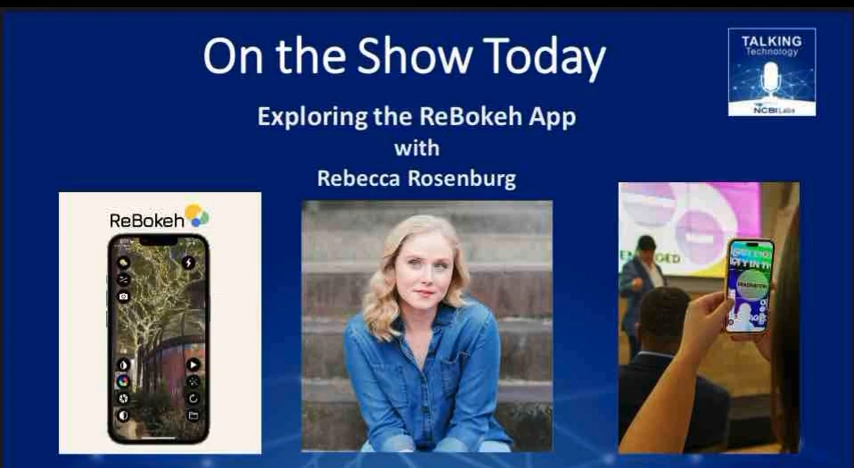 On the Show Today
TALKING
Technology
NCBI Labs
Exploring the ReBokeh App
with
Rebecca Rosenburg
ReBokeh